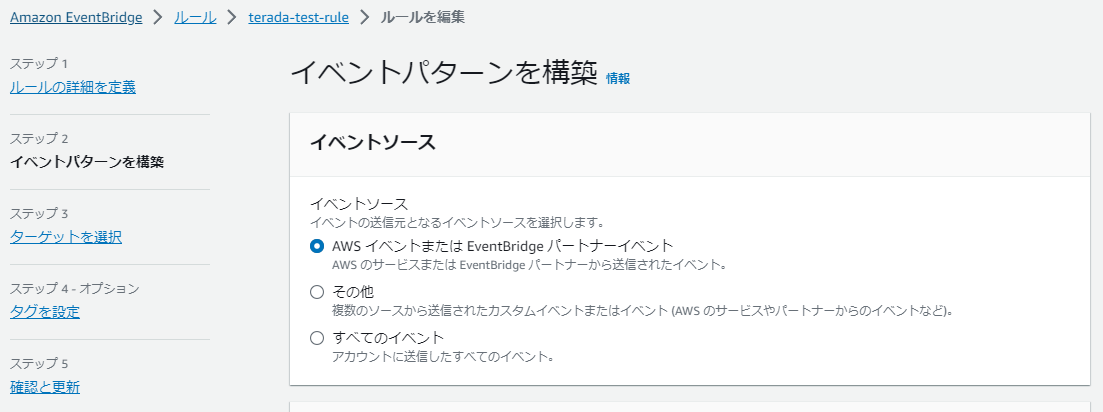 Amazon EventBridge > ルール > terada-test-rule > ルールを編集
ステップ 1
ルールの詳細を定義
ステップ 2
イベントパターンを構築
ステップ 3
ターゲットを選択
ステップ 4 - オプション
タグを設定
ステップ 5
確認と更新
イベントパターンを構築 情報
イベントソース
イベントソース
イベントの送信元となるイベントソースを選択します。
AWS イベントまたは EventBridge パートナーイベント
AWS のサービスまたは EventBridge パートナーから送信されたイベント。
その他
複数のソースから送信されたカスタムイベントまたはイベント (AWS のサービスやパートナーからのイベントなど)。
すべてのイベント
アカウントに送信したすべてのイベント。